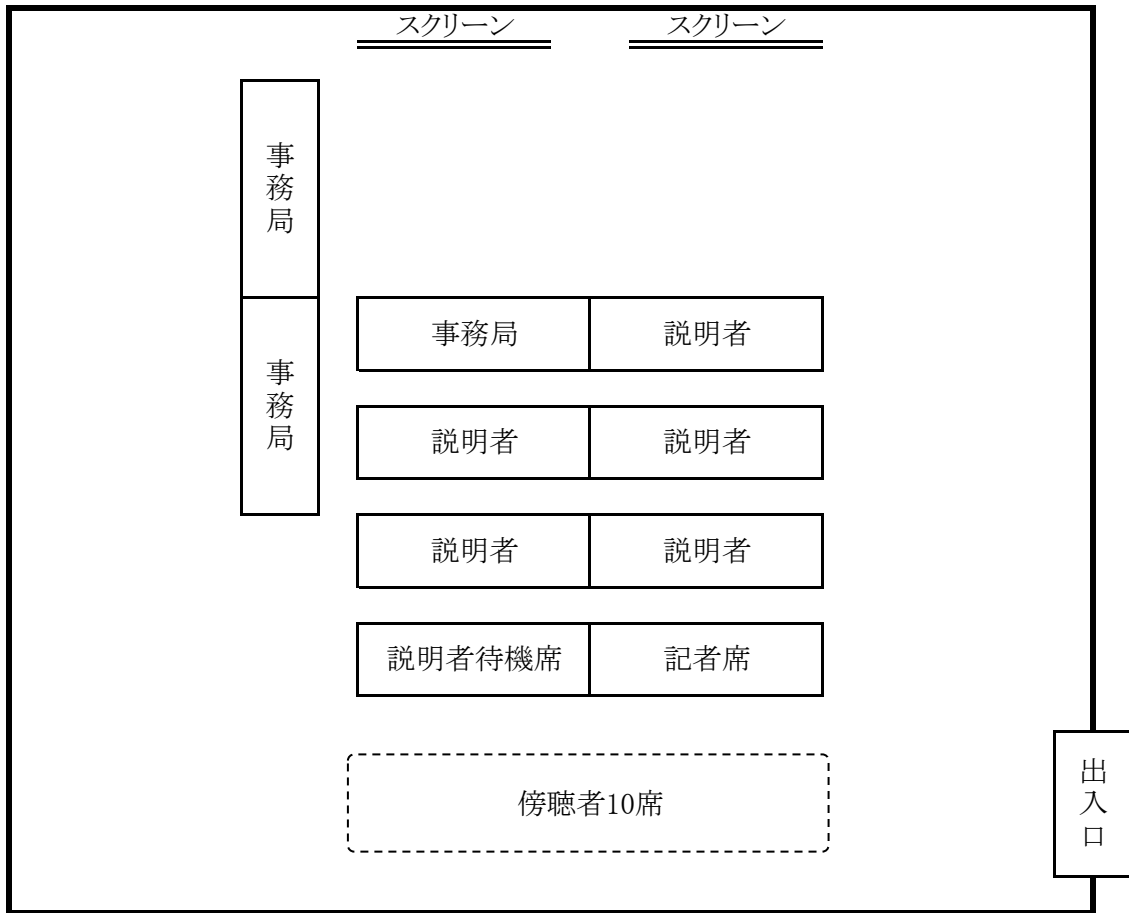 スクリーン
スクリーン
事務局
事務局
事務局
説明者
説明者
説明者
説明者
説明者
説明者待機席
記者席
傍聴者10席
出入口